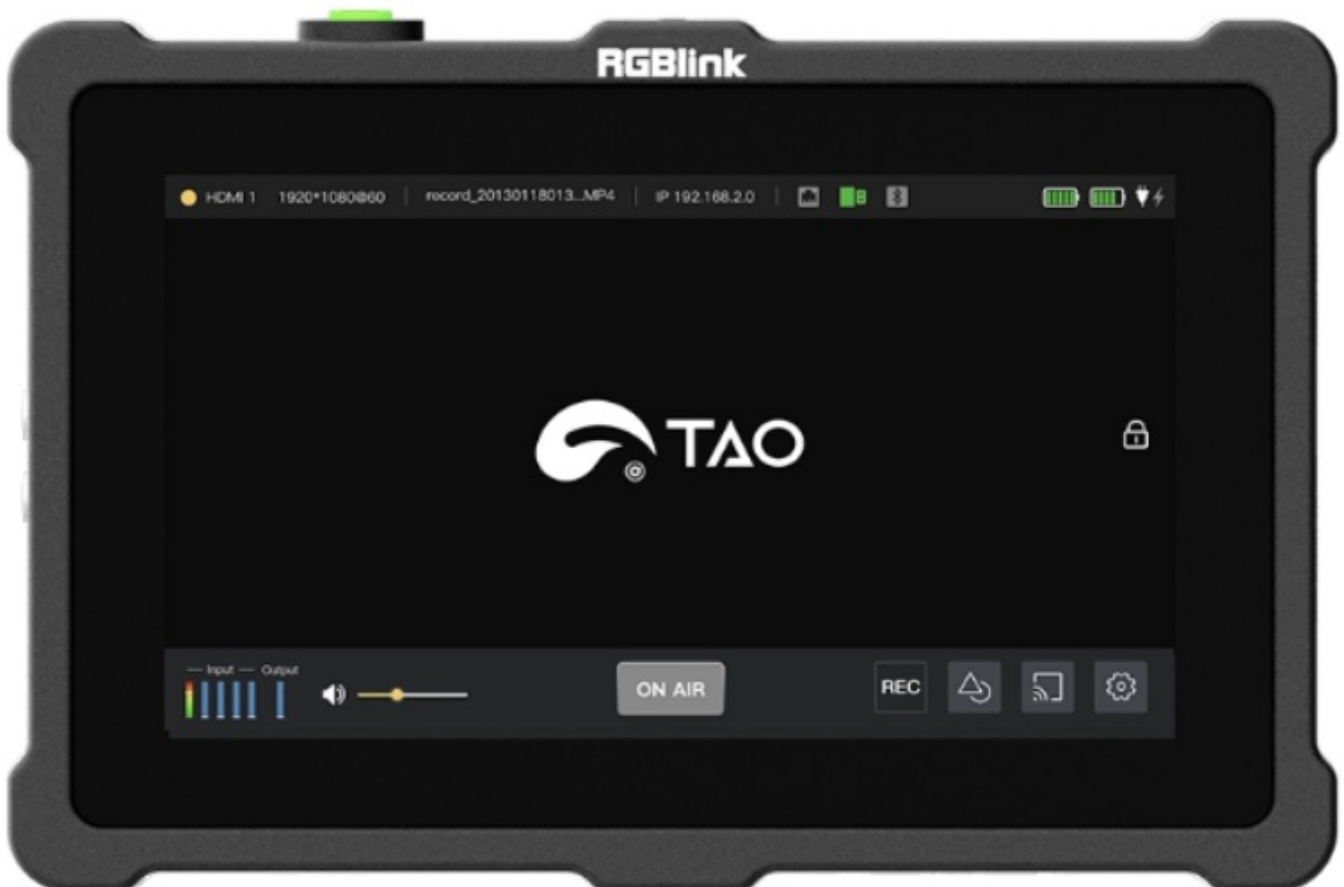 RGBlink
HDMI 1 1920*1080@60 record_20130118013...MP4 IP 192.168.2.0
TAO
Input Output
ON AIR
REC